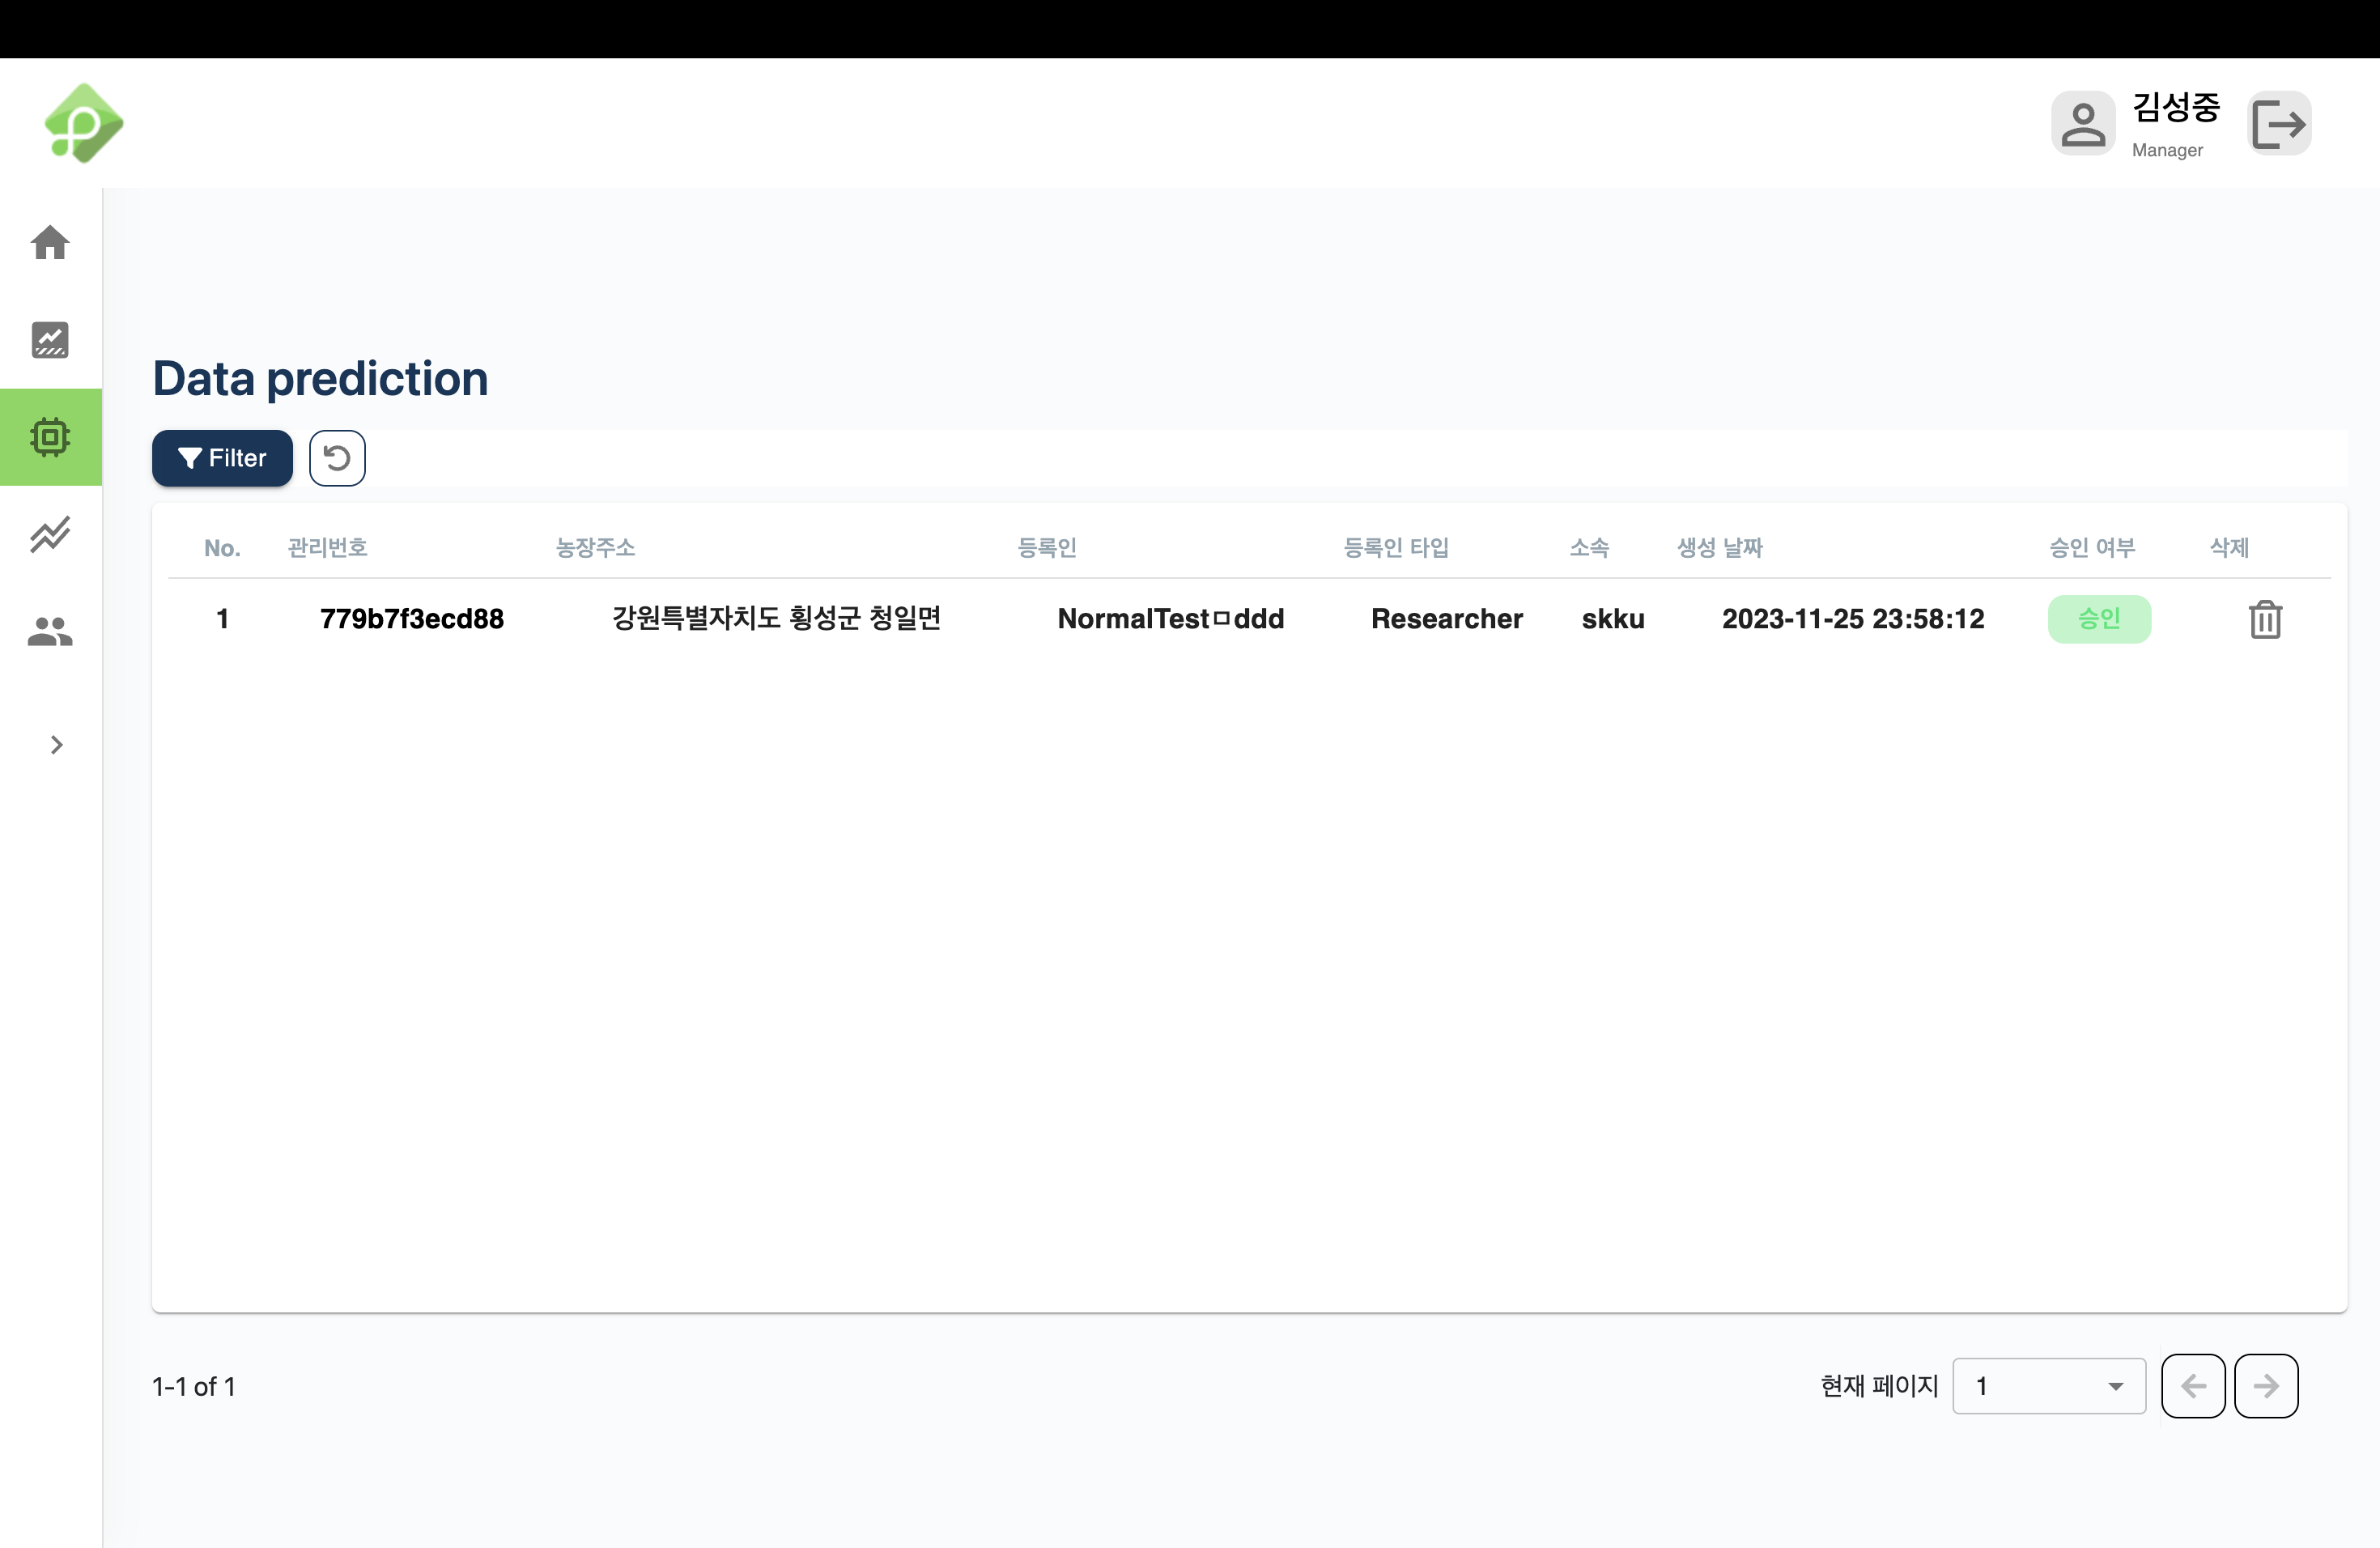 김성중
Manager
Data prediction
Filter
No. 관리번호 농장주소 등록인 등록인 타입 소속 생성 날짜 승인 여부 삭제
1 779b7f3ecd88 강원특별자치도 횡성군 청일면 NormalTestㅁddd Researcher skku 2023-11-25 23:58:12 승인
1-1 of 1 현재 페이지 1